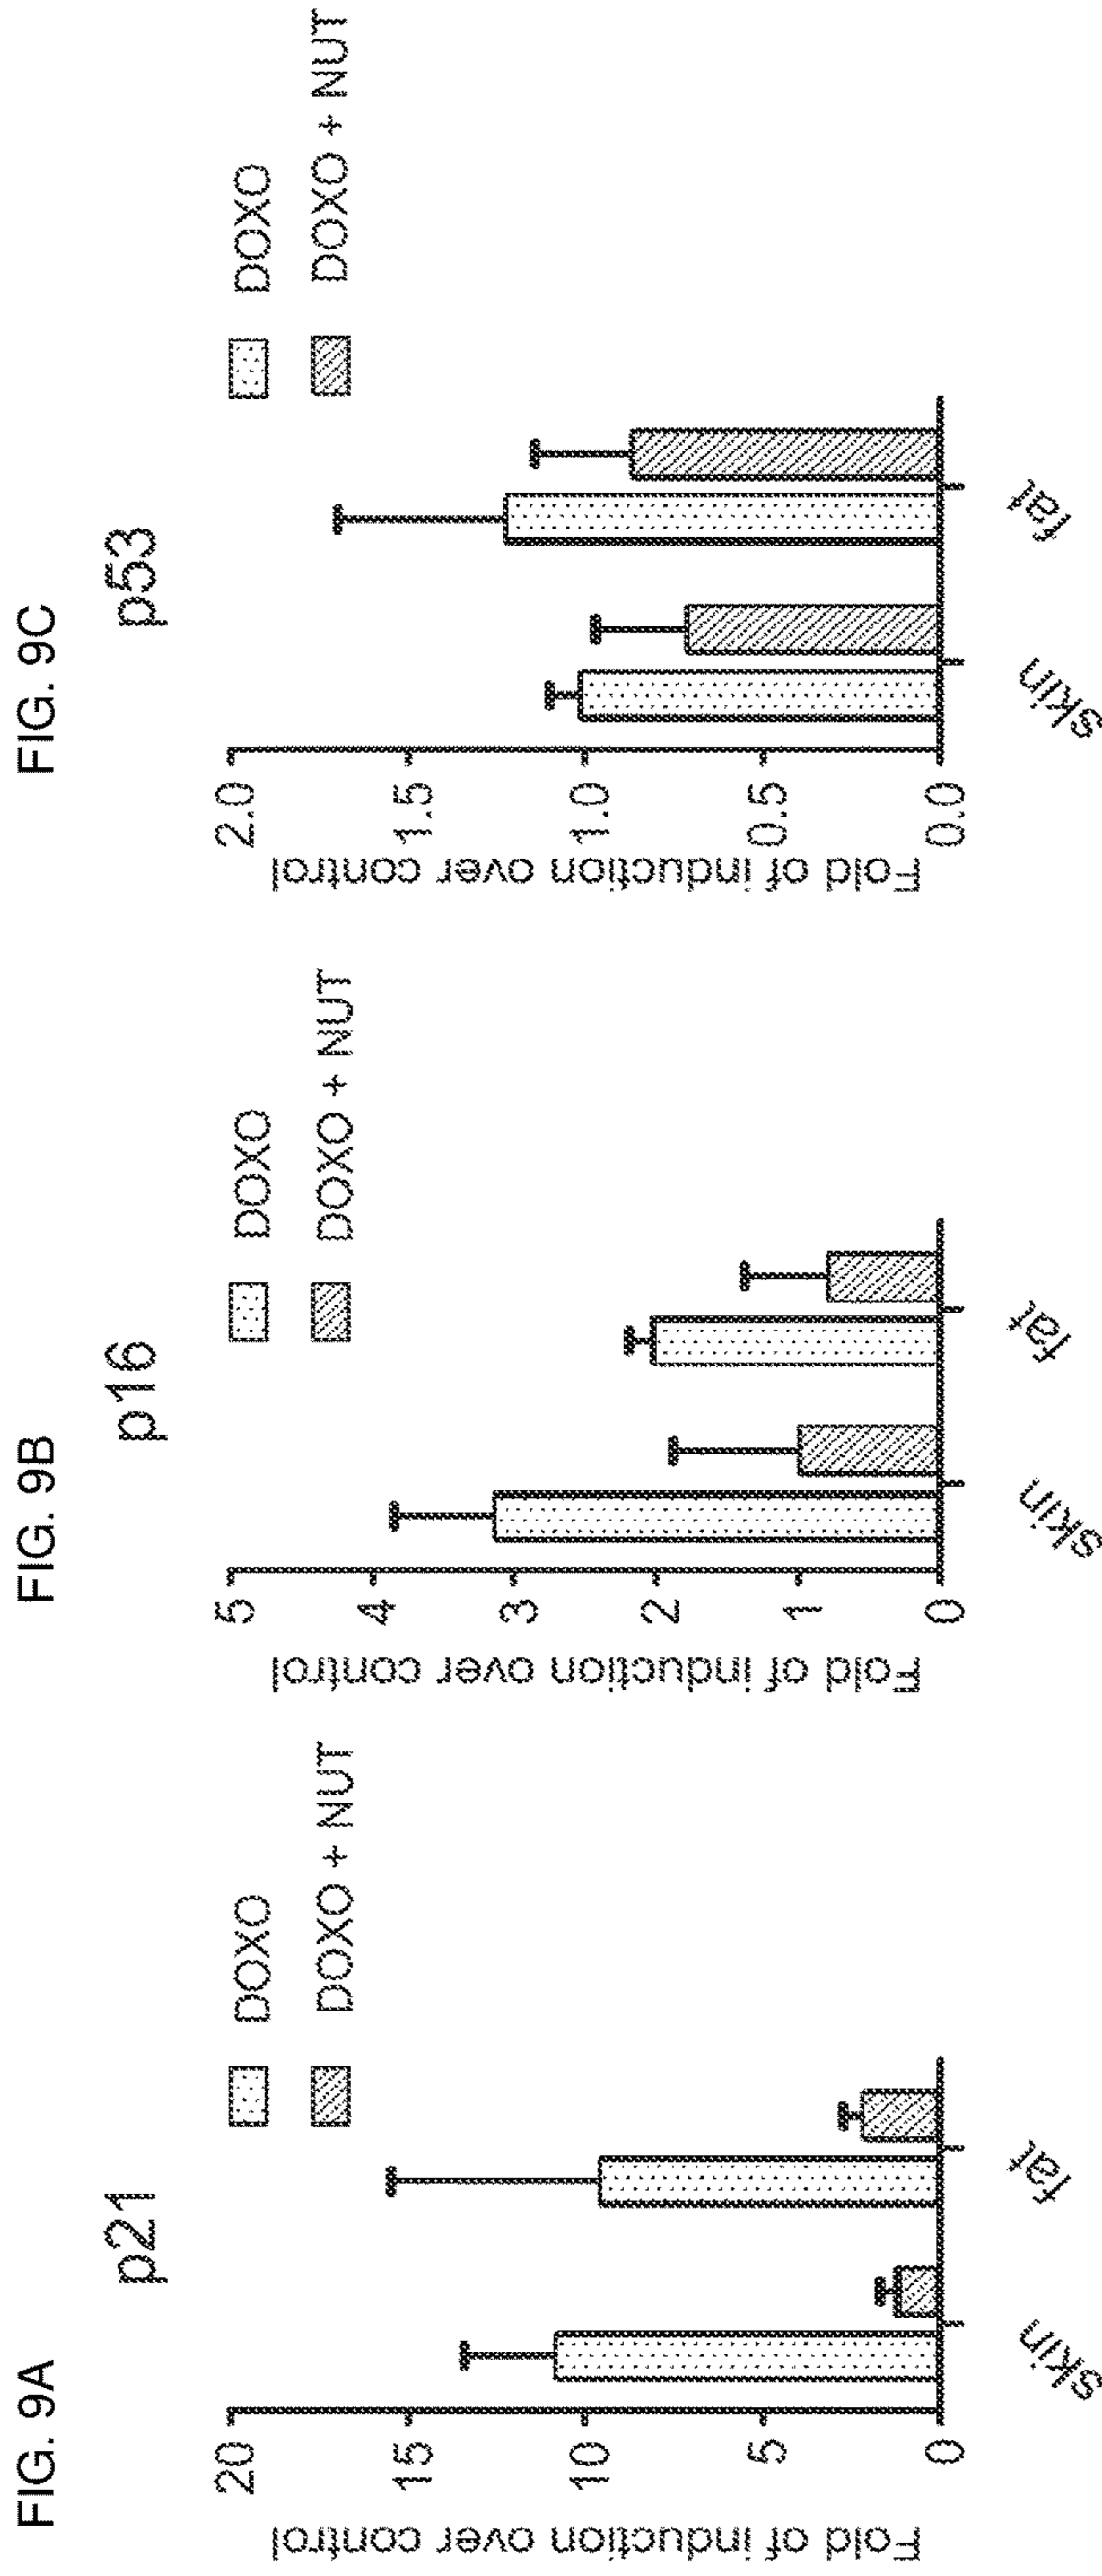 FIG. 9A
p21
Fold of induction over control
20
15
10
5
0
skin
fat
DOXO
DOXO + NUT
FIG. 9B
p16
Fold of induction over control
5
4
3
2
1
0
skin
fat
DOXO
DOXO + NUT
FIG. 9C
p53
Fold of induction over control
2.0
1.5
1.0
0.5
0.0
skin
fat
DOXO
DOXO + NUT